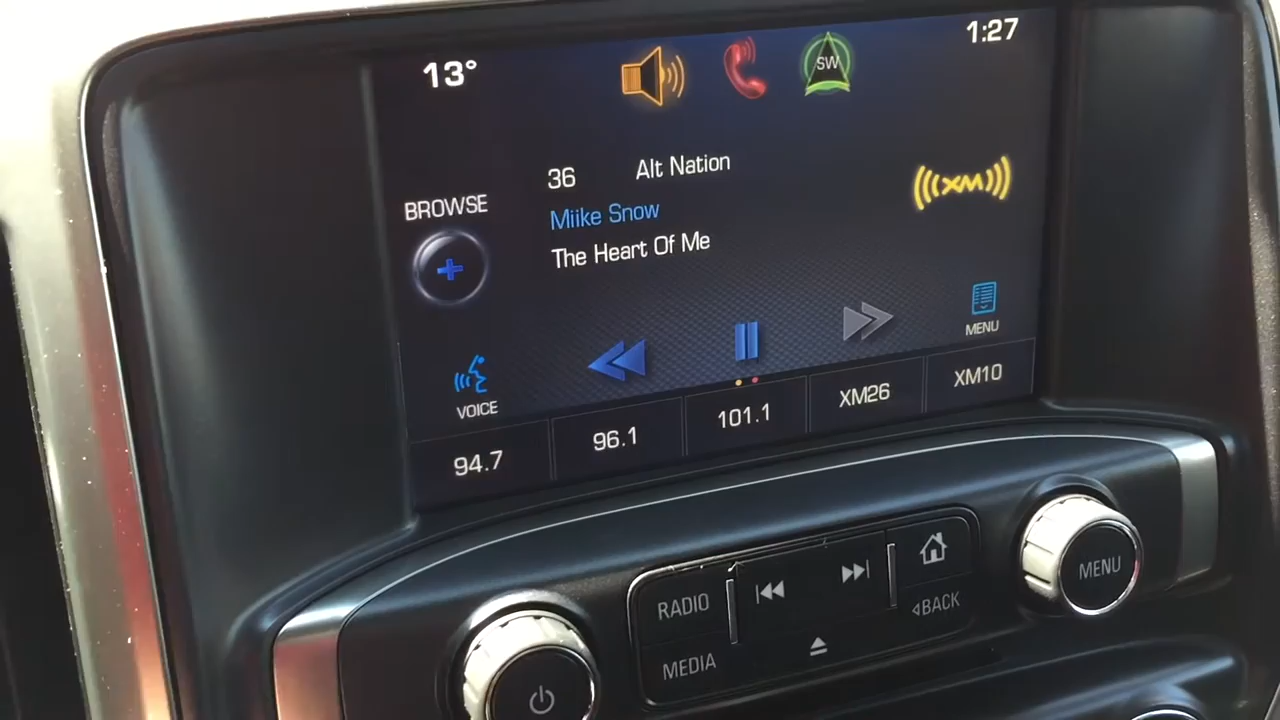 13°
SW
1:27
36 Alt Nation
XM
BROWSE
Miike Snow
The Heart Of Me
MENU
VOICE
94.7 96.1 101.1 XM26 XM10
RADIO
MEDIA
BACK
MENU